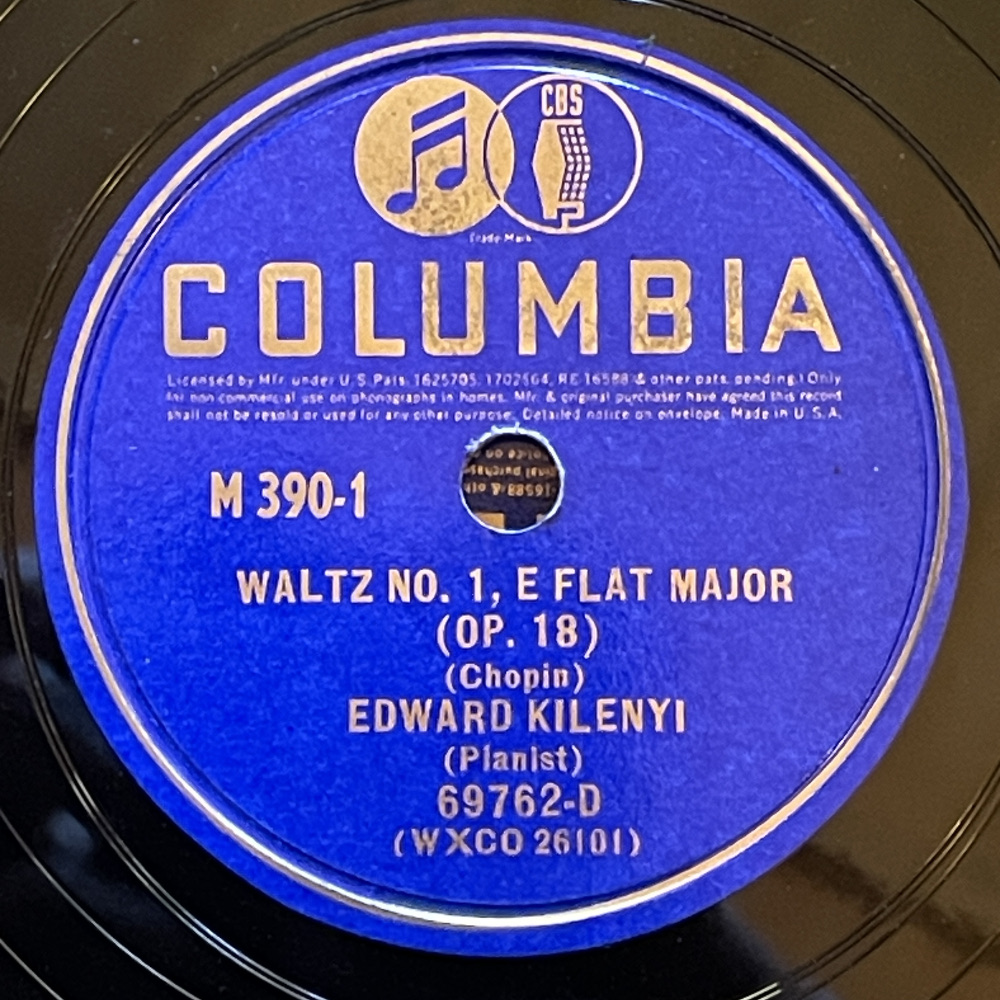 CBS
Trade Mark
COLUMBIA
Licensed by Mfr. under U.S. Pats. 1625705, 1702564, RE 16588 & other pats. pending. Only
for non commercial use on phonographs in homes. Mfr. & original purchaser have agreed this record
shall not be resold or used for any other purpose. Detailed notice on envelope. Made in U.S.A.
M 390-1
WALTZ NO. 1, E FLAT MAJOR
(OP. 18)
(Chopin)
EDWARD KILENYI
(Pianist)
69762-D
(WXCO 26101)